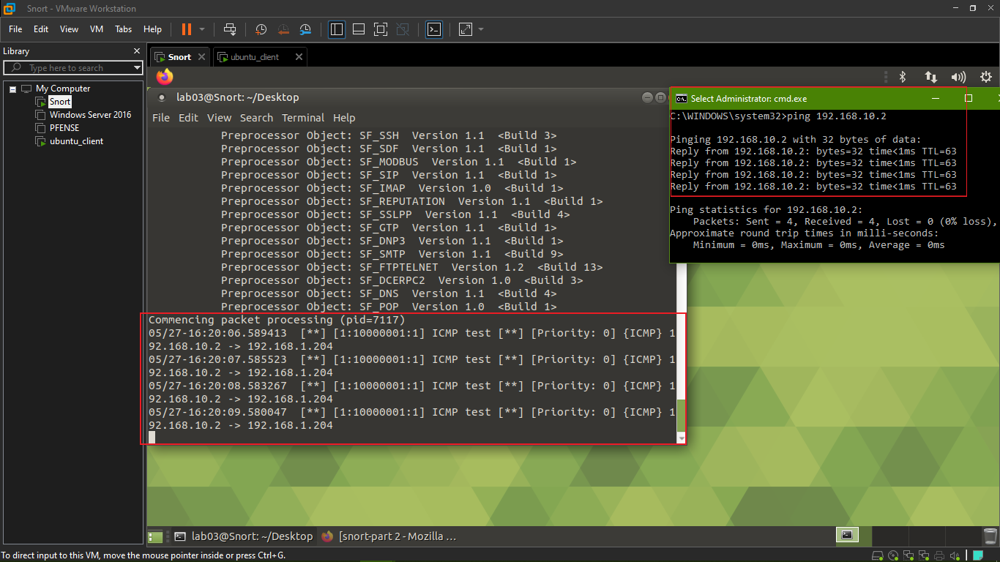 Snort - VMware Workstation
File Edit View VM Tabs Help
Library
Type here to search
My Computer
Snort
Windows Server 2016
PFENSE
ubuntu_client
Snort
ubuntu_client
lab03@Snort: ~/Desktop
File Edit View Search Terminal Help
Preprocessor Object: SF_SSH Version 1.1 <Build 3>
Preprocessor Object: SF_SDF Version 1.1 <Build 1>
Preprocessor Object: SF_MODBUS Version 1.1 <Build 1>
Preprocessor Object: SF_SIP Version 1.1 <Build 1>
Preprocessor Object: SF_IMAP Version 1.0 <Build 1>
Preprocessor Object: SF_REPUTATION Version 1.1 <Build 1>
Preprocessor Object: SF_SSLPP Version 1.1 <Build 4>
Preprocessor Object: SF_GTP Version 1.1 <Build 1>
Preprocessor Object: SF_DNP3 Version 1.1 <Build 1>
Preprocessor Object: SF_SMTP Version 1.1 <Build 9>
Preprocessor Object: SF_FTPTELNET Version 1.2 <Build 13>
Preprocessor Object: SF_DCERPC2 Version 1.0 <Build 3>
Preprocessor Object: SF_DNS Version 1.1 <Build 4>
Preprocessor Object: SF_POP Version 1.0 <Build 1>
Commencing packet processing (pid=7117)
05/27-16:20:06.589413 [**] [1:10000001:1] ICMP test [**] [Priority: 0] {ICMP} 1
92.168.10.2 -> 192.168.1.204
05/27-16:20:07.585523 [**] [1:10000001:1] ICMP test [**] [Priority: 0] {ICMP} 1
92.168.10.2 -> 192.168.1.204
05/27-16:20:08.583267 [**] [1:10000001:1] ICMP test [**] [Priority: 0] {ICMP} 1
92.168.10.2 -> 192.168.1.204
05/27-16:20:09.580047 [**] [1:10000001:1] ICMP test [**] [Priority: 0] {ICMP} 1
92.168.10.2 -> 192.168.1.204
Select Administrator: cmd.exe
C:\WINDOWS\system32>ping 192.168.10.2
Pinging 192.168.10.2 with 32 bytes of data:
Reply from 192.168.10.2: bytes=32 time<1ms TTL=63
Reply from 192.168.10.2: bytes=32 time<1ms TTL=63
Reply from 192.168.10.2: bytes=32 time<1ms TTL=63
Reply from 192.168.10.2: bytes=32 time<1ms TTL=63
Ping statistics for 192.168.10.2:
Packets: Sent = 4, Received = 4, Lost = 0 (0% loss),
Approximate round trip times in milli-seconds:
Minimum = 0ms, Maximum = 0ms, Average = 0ms
lab03@Snort: ~/Desktop
[snort-part 2 - Mozilla ...
To direct input to this VM, move the mouse pointer inside or press Ctrl+G.